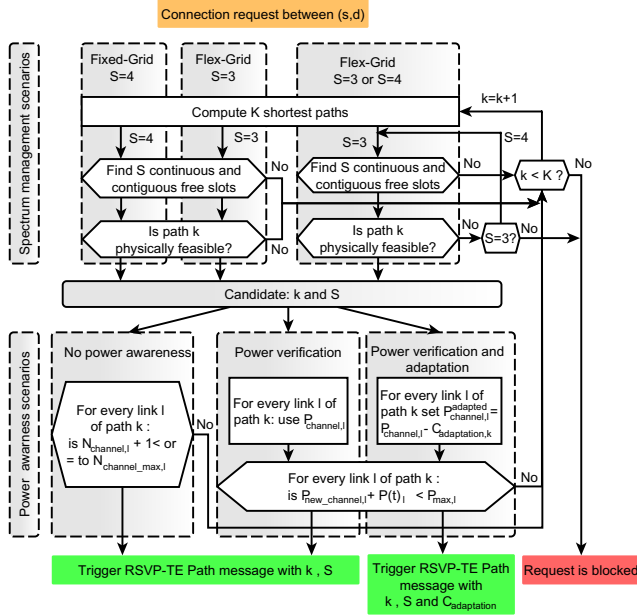 Connection request between (s,d)
Spectrum management scenarios
Fixed-Grid
S=4
Flex-Grid
S=3
Flex-Grid
S=3 or S=4
Compute K shortest paths
k=k+1
S=4
S=3
S=3
S=4
Find S continuous and
contiguous free slots
No
Find S continuous and
contiguous free slots
No
k < K ?
No
Is path k
physically feasible?
No
Is path k
physically feasible?
No
S=3?
No
Candidate: k and S
Power awarness scenarios
No power awareness
Power verification
Power verification and
adaptation
For every link l
of path k :
is N_channel,l + 1< or
= to N_channel_max,l
No
For every link l of
path k: use P_channel,l
For every link l of
path k set P^adapted_channel,l =
P_channel,l - C_adaptation,k
For every link l of path k :
is P_new_channel,l + P(t)_l < P_max,l
No
Trigger RSVP-TE Path message with k , S
Trigger RSVP-TE Path
message with
k , S and C_adaptation
Request is blocked